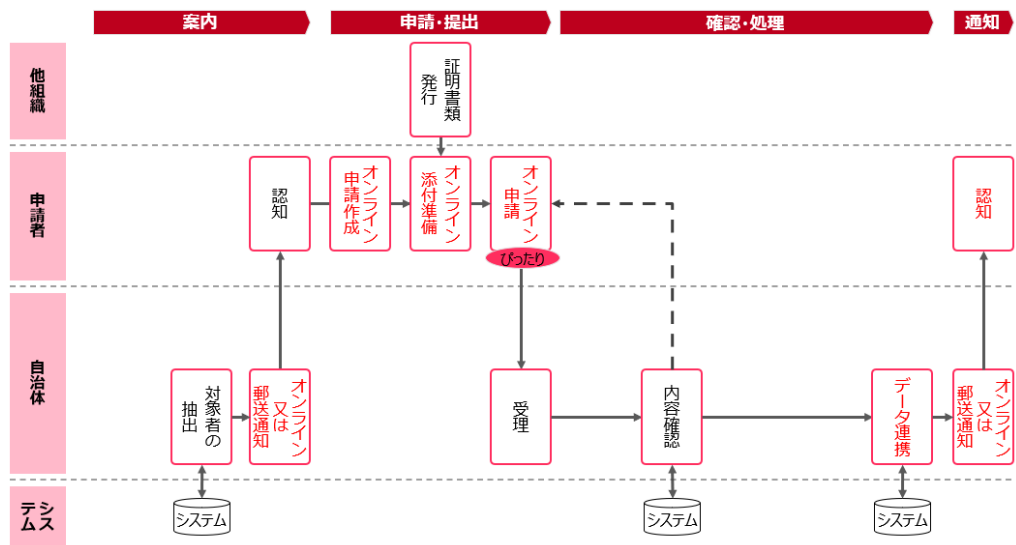 案内
申請・提出
確認・処理
通知
他組織
証明書類
発行
申請者
認知
オンライン
申請作成
オンライン
添付準備
オンライン
申請
ぴったり
認知
自治体
対象者の
抽出
オンライン
又は
郵送通知
受理
内容確認
データ連携
オンライン
又は
郵送通知
シス
テム
システム
システム
システム